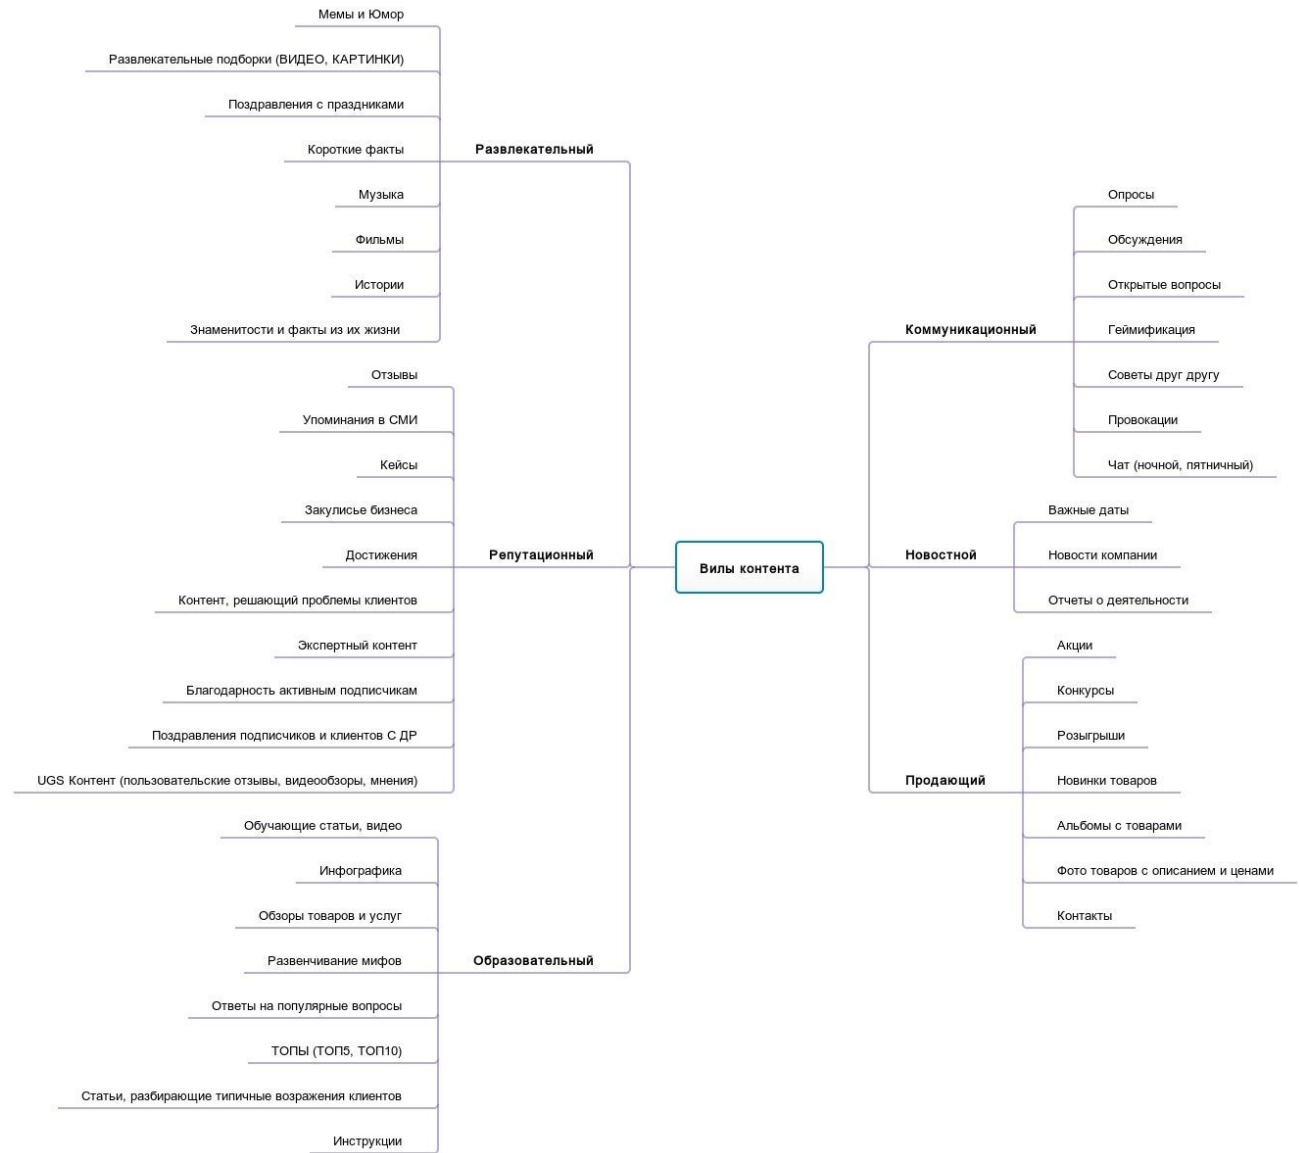 Мемы и Юмор
Развлекательные подборки (ВИДЕО, КАРТИНКИ)
Поздравления с праздниками
Короткие факты
Развлекательный
Музыка
Фильмы
Истории
Знаменитости и факты из их жизни
Отзывы
Упоминания в СМИ
Кейсы
Закулисье бизнеса
Достижения
Репутационный
Контент, решающий проблемы клиентов
Экспертный контент
Благодарность активным подписчикам
Поздравления подписчиков и клиентов С ДР
UGS Контент (пользовательские отзывы, видеообзоры, мнения)
Обучающие статьи, видео
Инфографика
Обзоры товаров и услуг
Развенчивание мифов
Образовательный
Ответы на популярные вопросы
ТОПЫ (ТОП5, ТОП10)
Статьи, разбирающие типичные возражения клиентов
Инструкции
Вилы контента
Опросы
Обсуждения
Открытые вопросы
Коммуникационный
Геймификация
Советы друг другу
Провокации
Чат (ночной, пятничный)
Важные даты
Новостной
Новости компании
Отчеты о деятельности
Акции
Конкурсы
Розыгрыши
Продающий
Новинки товаров
Альбомы с товарами
Фото товаров с описанием и ценами
Контакты